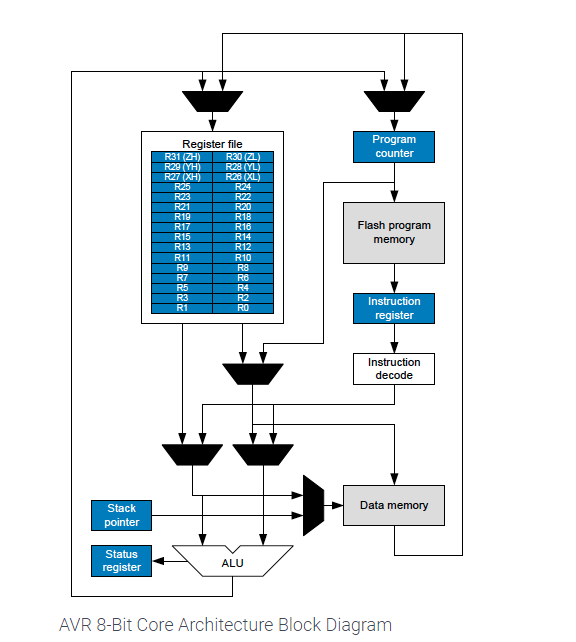 Register file
R31 (ZH) R30 (ZL)
R29 (YH) R28 (YL)
R27 (XH) R26 (XL)
R25 R24
R23 R22
R21 R20
R19 R18
R17 R16
R15 R14
R13 R12
R11 R10
R9 R8
R7 R6
R5 R4
R3 R2
R1 R0
Program
counter
Flash program
memory
Instruction
register
Instruction
decode
Stack
pointer
Data memory
Status
register
ALU
AVR 8-Bit Core Architecture Block Diagram